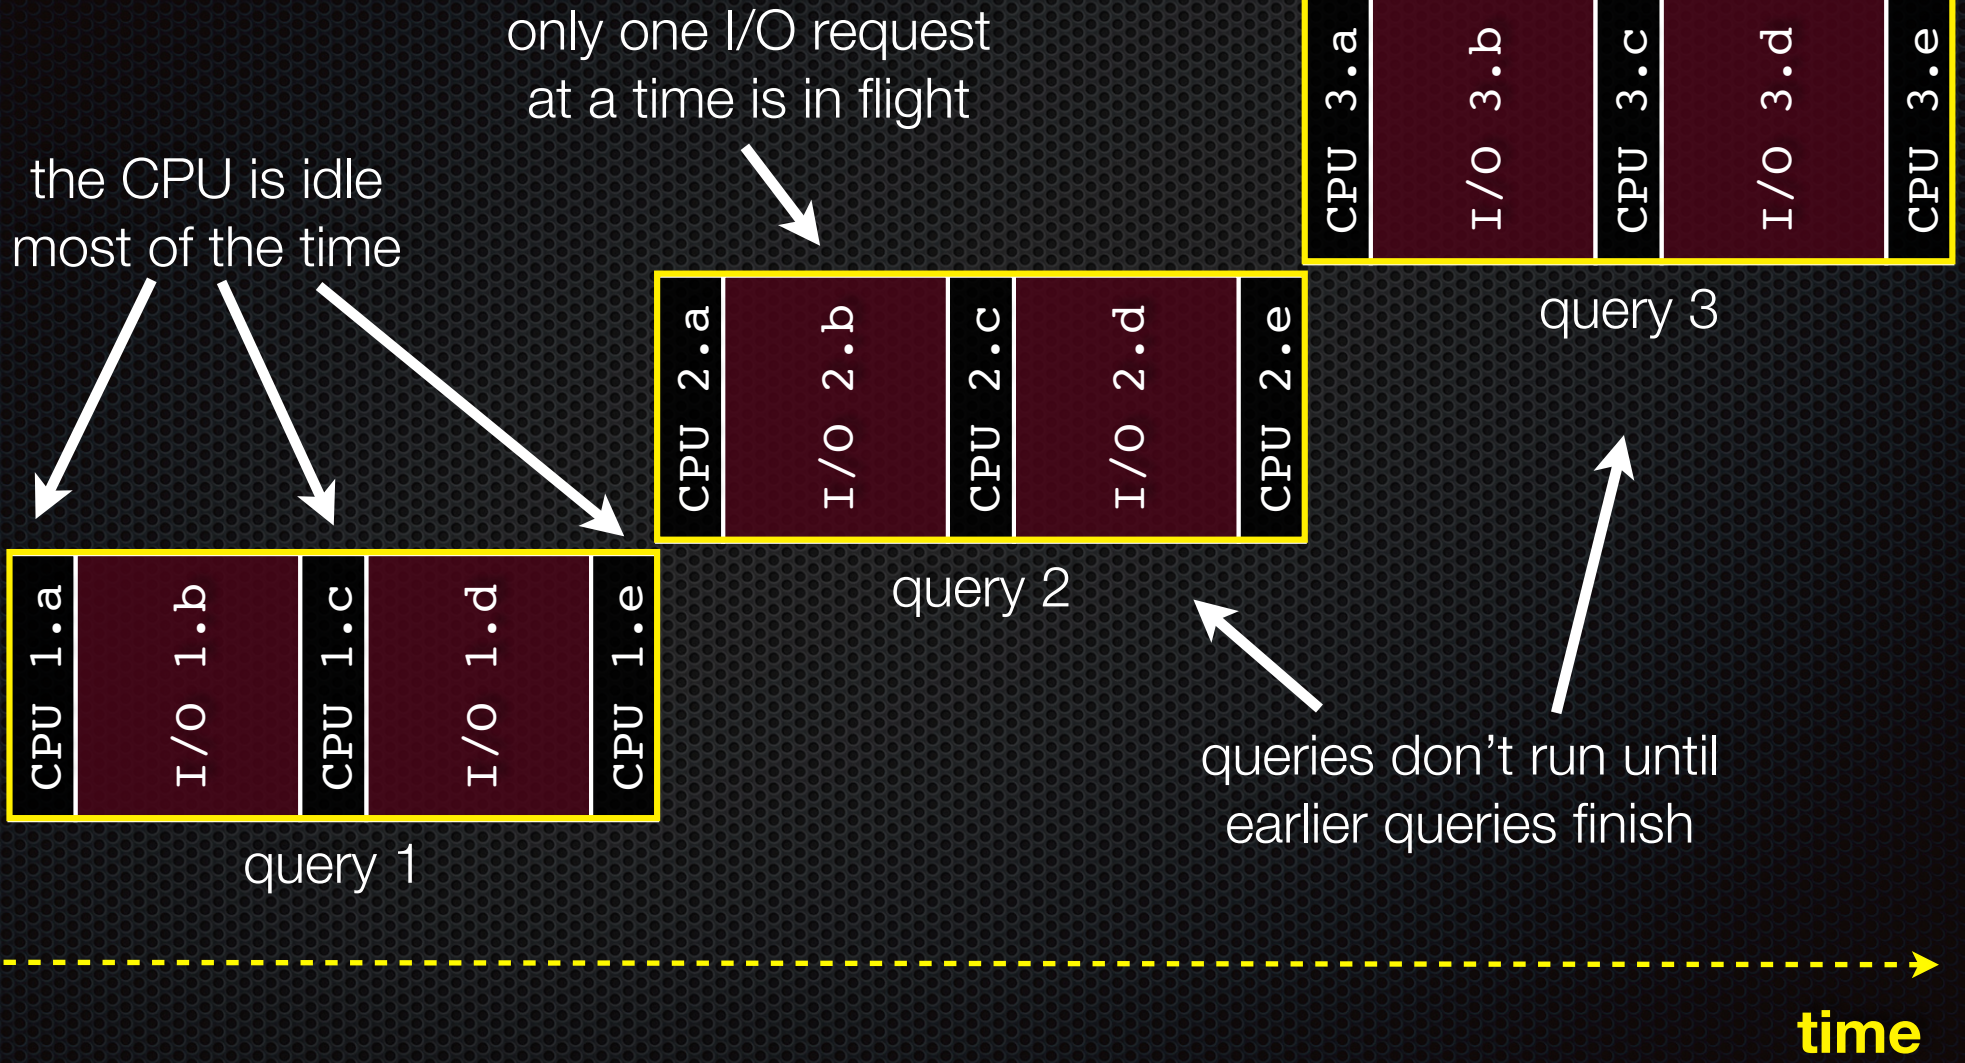 only one I/O request
at a time is in flight
the CPU is idle
most of the time
CPU 3.a
I/O 3.b
CPU 3.c
I/O 3.d
CPU 3.e
query 3
CPU 2.a
I/O 2.b
CPU 2.c
I/O 2.d
CPU 2.e
query 2
CPU 1.a
I/O 1.b
CPU 1.c
I/O 1.d
CPU 1.e
query 1
queries don’t run until
earlier queries finish
time